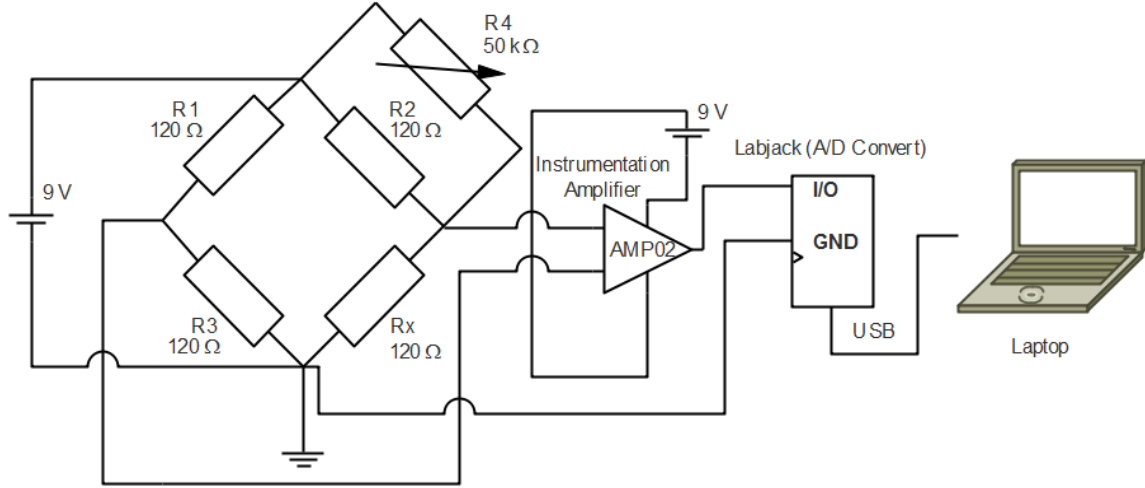 R4
50 kΩ
R1
120 Ω
R2
120 Ω
9 V
9 V
Labjack (A/D Convert)
Instrumentation
Amplifier
I/O
GND
AMP02
R3
120 Ω
Rx
120 Ω
USB
Laptop